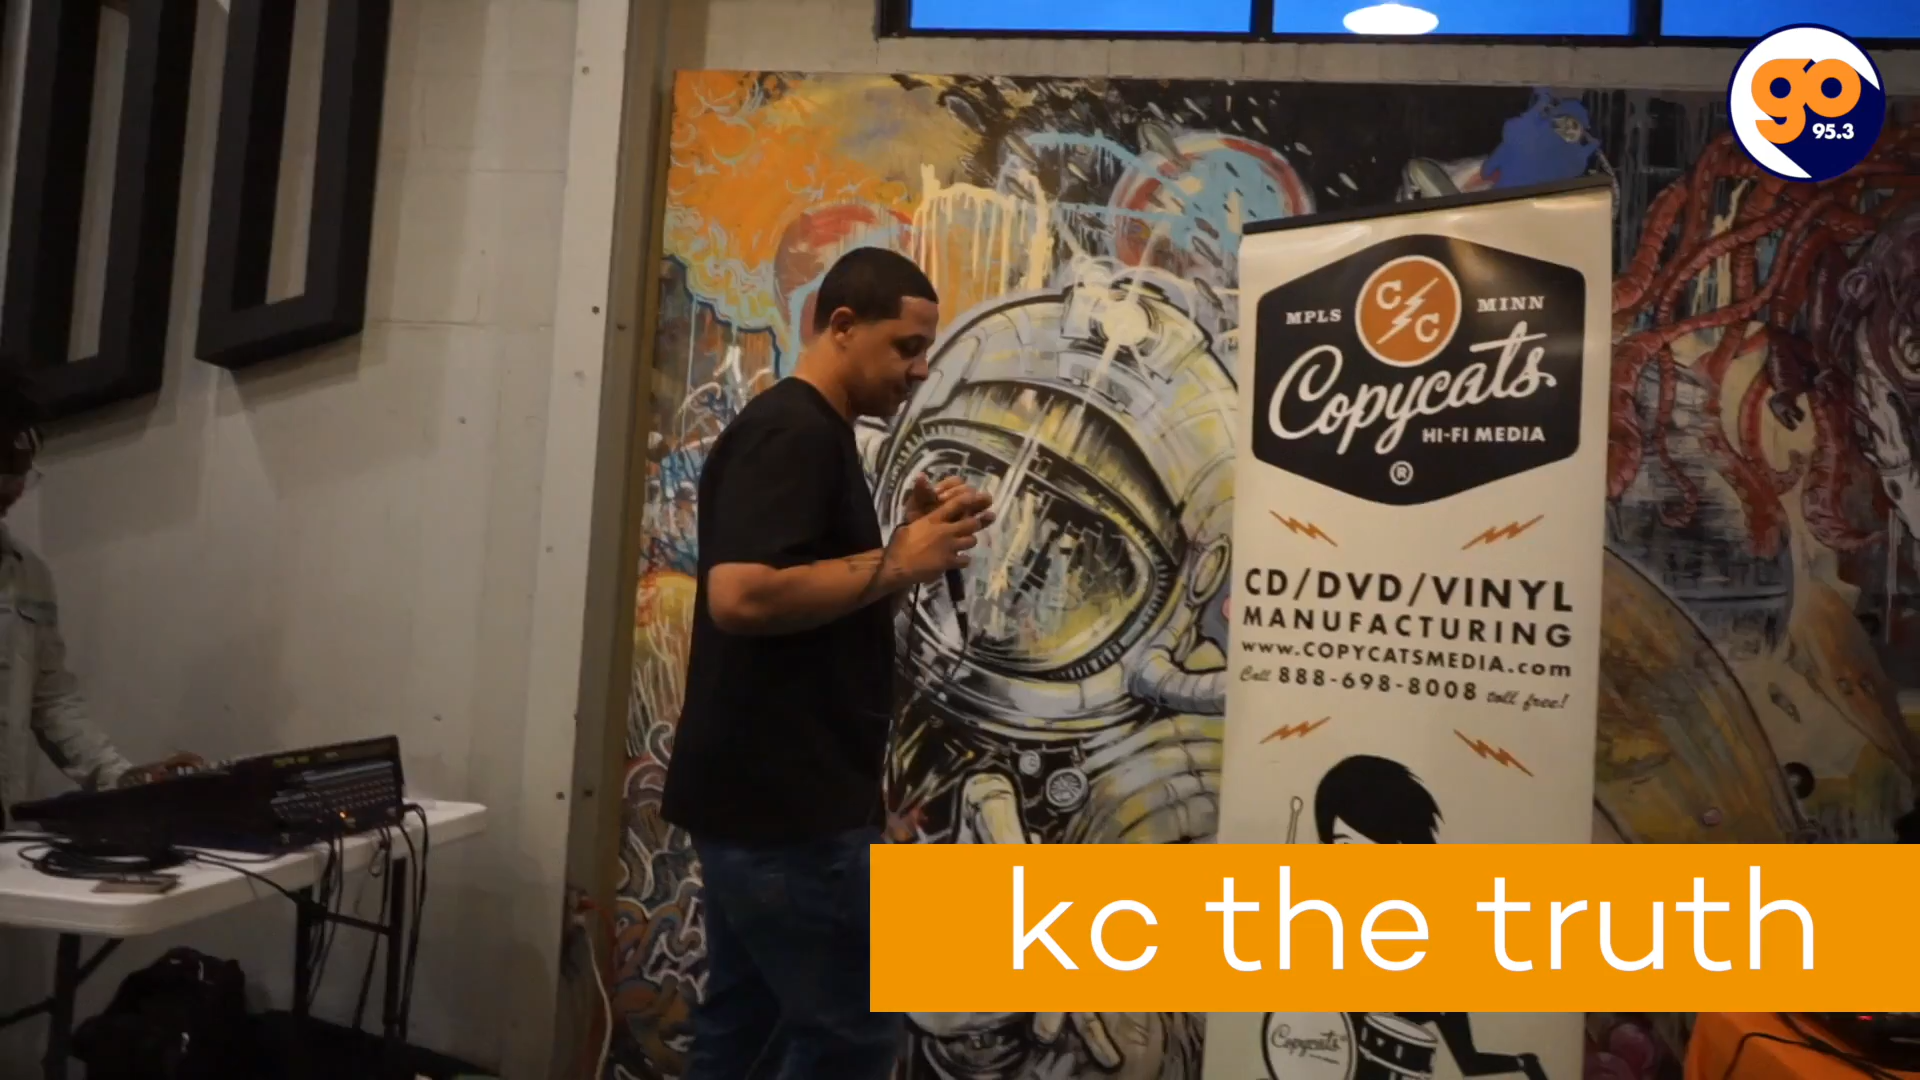 go
95.3
C C
MPLS MINN
Copycats
HI-FI MEDIA
®
CD/DVD/VINYL
MANUFACTURING
www.COPYCATSMEDIA.com
Call 888-698-8008 toll free!
kc the truth
Copycats